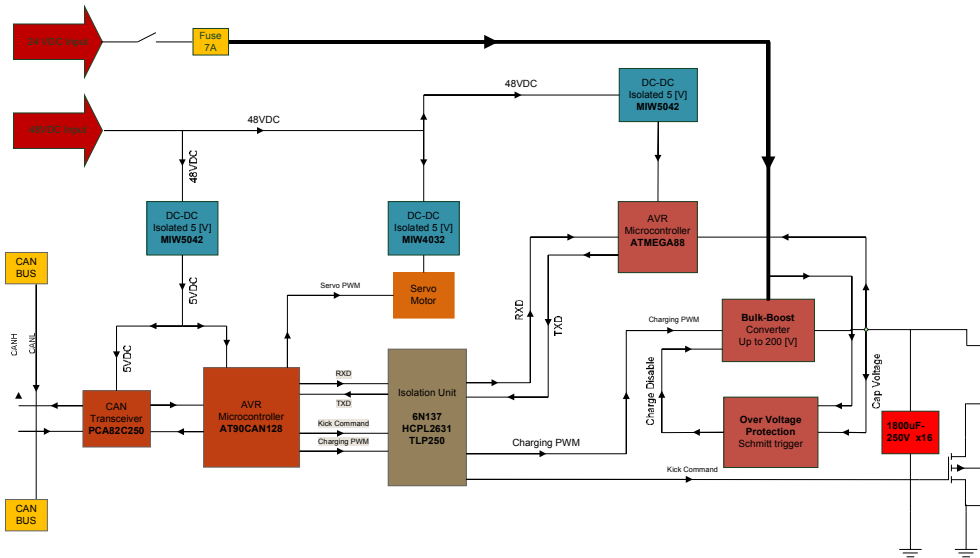 24 VDC Input
Fuse
7A
48VDC
DC-DC
Isolated 5 [V]
MIW5042
48VDC Input
48VDC
48VDC
DC-DC
Isolated 5 [V]
MIW5042
DC-DC
Isolated 5 [V]
MIW4032
AVR
Microcontroller
ATMEGA88
CAN
BUS
5VDC
Servo PWM
Servo
Motor
RXD
TXD
Bulk-Boost
Converter
Up to 200 [V]
Charging PWM
CANH
CANL
5VDC
Charge Disable
Cap Voltage
CAN
Transceiver
PCA82C250
AVR
Microcontroller
AT90CAN128
RXD
TXD
Kick Command
Charging PWM
Isolation Unit
6N137
HCPL2631
TLP250
Charging PWM
Over Voltage
Protection
Schmitt trigger
1800uF-
250V x16
Kick Command
CAN
BUS